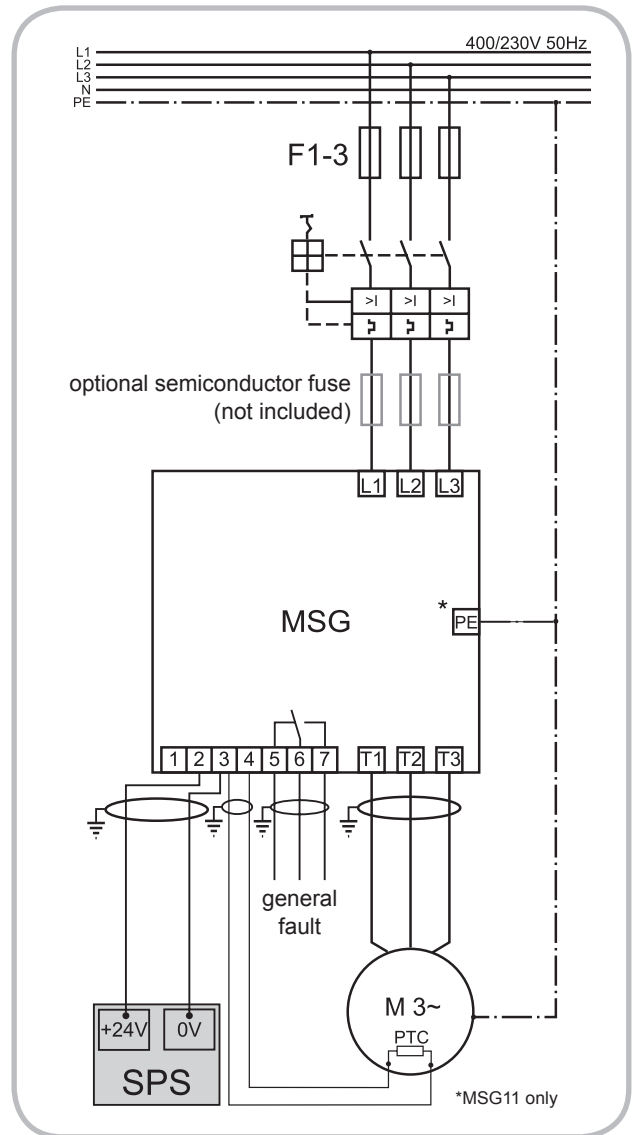 400/230V 50Hz
L1
L2
L3
N
PE
F1-3
>I >I >I
optional semiconductor fuse
(not included)
L1 L2 L3
MSG
* PE
1 2 3 4 5 6 7 T1 T2 T3
general
fault
M 3~
PTC
+24V 0V
SPS
*MSG11 only